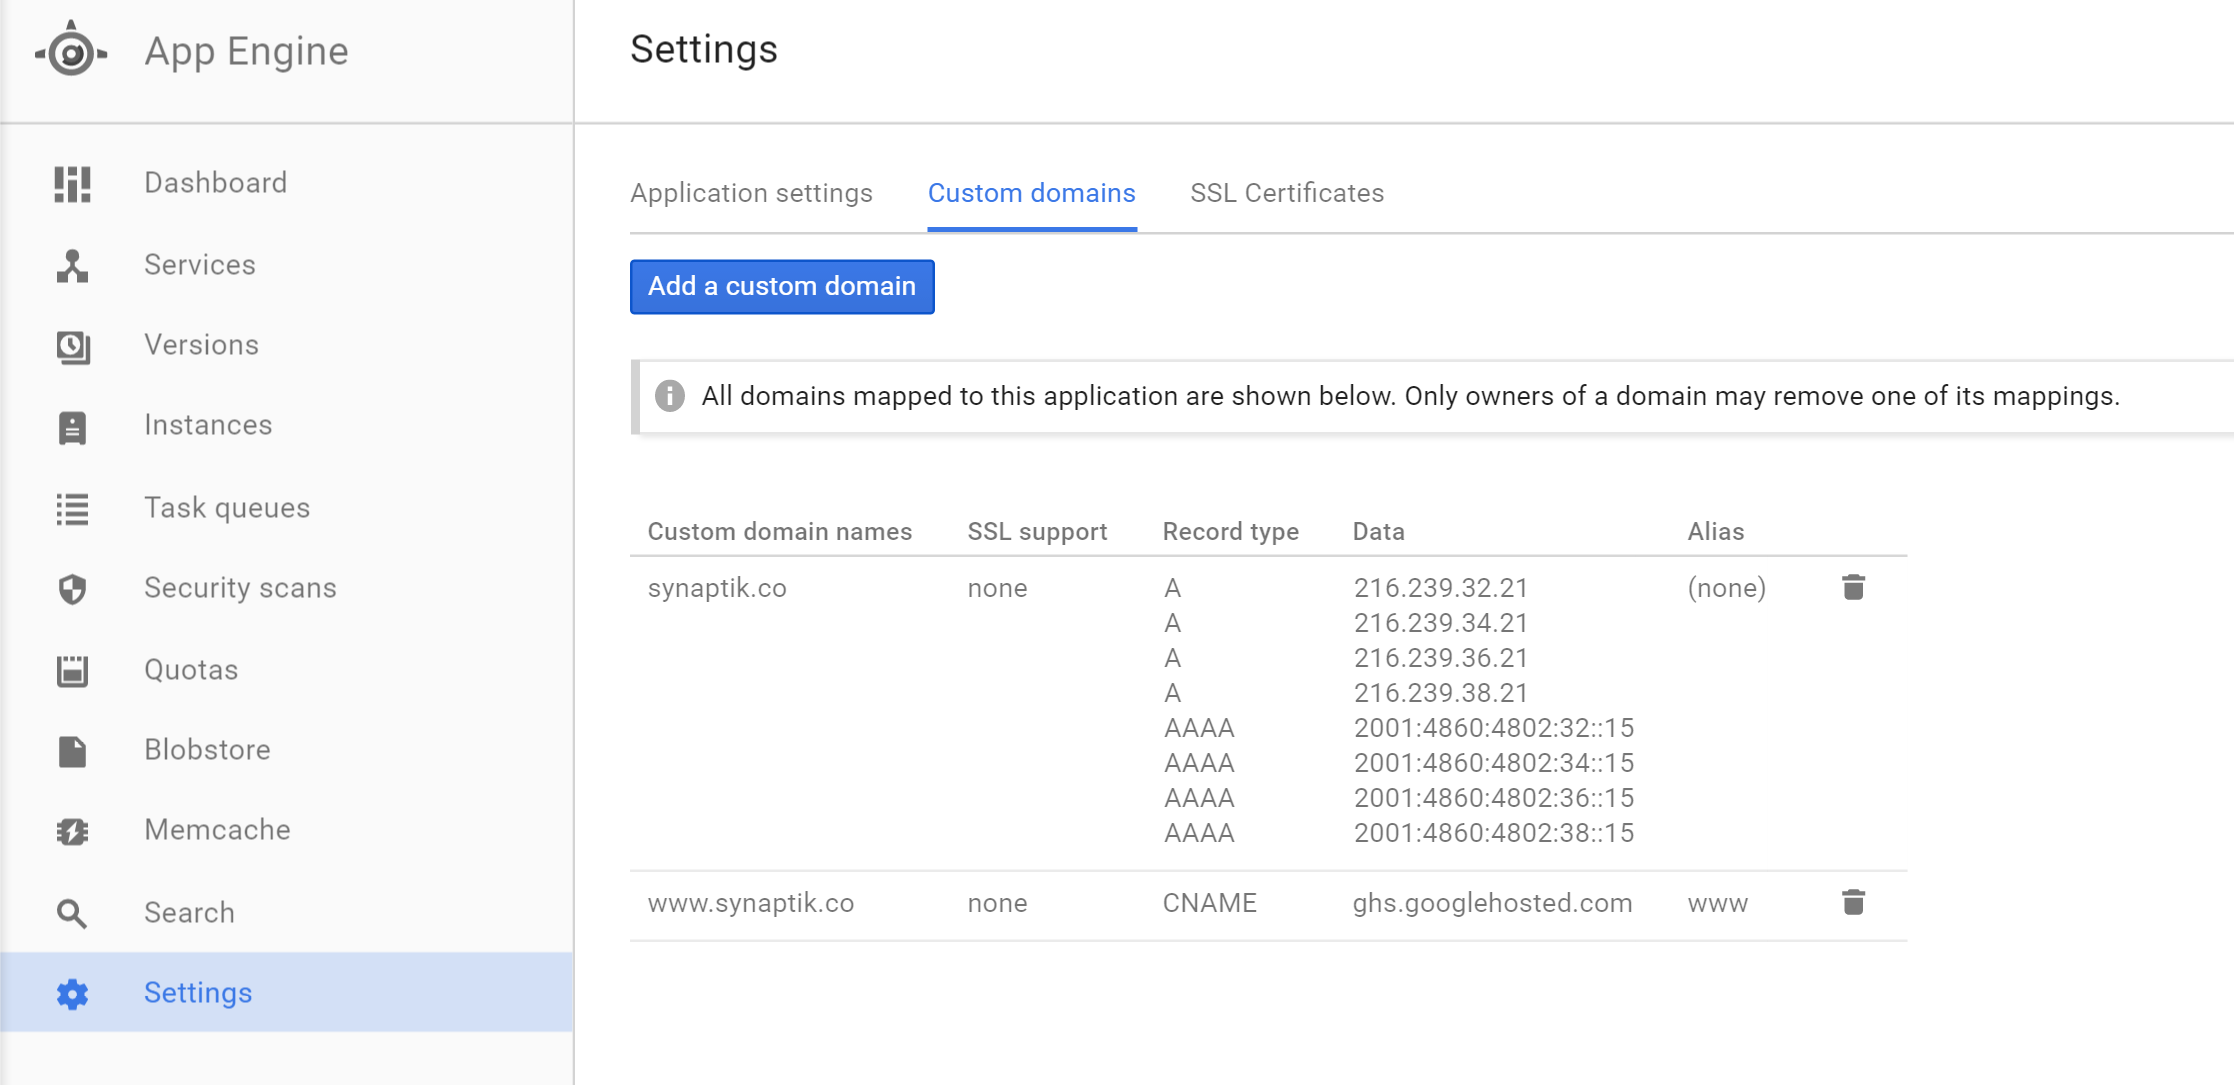 App Engine
Settings
Dashboard
Services
Versions
Instances
Task queues
Security scans
Quotas
Blobstore
Memcache
Search
Settings
Application settings Custom domains SSL Certificates
Add a custom domain
All domains mapped to this application are shown below. Only owners of a domain may remove one of its mappings.
Custom domain names SSL support Record type Data Alias
synaptik.co none A 216.239.32.21 (none)
A 216.239.34.21
A 216.239.36.21
A 216.239.38.21
AAAA 2001:4860:4802:32::15
AAAA 2001:4860:4802:34::15
AAAA 2001:4860:4802:36::15
AAAA 2001:4860:4802:38::15
www.synaptik.co none CNAME ghs.googlehosted.com www